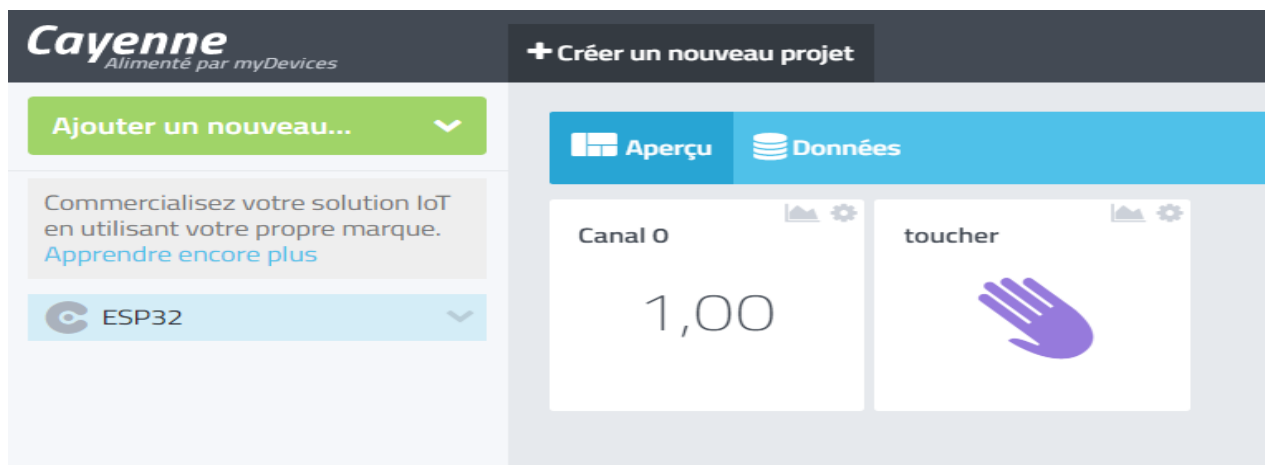 Cayenne
Alimenté par myDevices
+ Créer un nouveau projet
Ajouter un nouveau...
Aperçu
Données
Commercialisez votre solution IoT
en utilisant votre propre marque.
Apprendre encore plus
ESP32
Canal 0
1,00
toucher